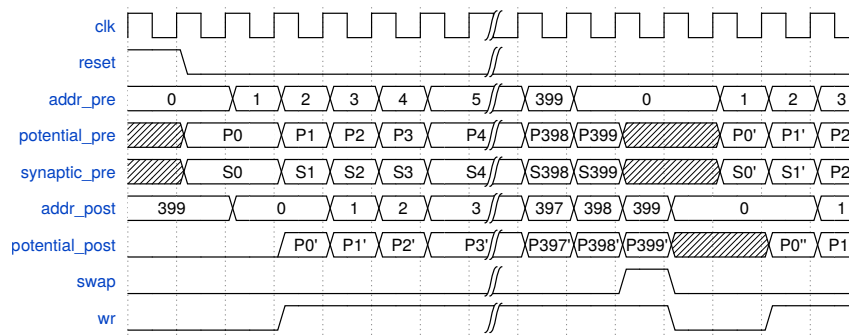 clk
reset
addr_pre 0 1 2 3 4 5 399 0 1 2 3
potential_pre P0 P1 P2 P3 P4 P398 P399 P0' P1' P2
synaptic_pre S0 S1 S2 S3 S4 S398 S399 S0' S1' P2
addr_post 399 0 1 2 3 397 398 399 0 1
potential_post P0' P1' P2' P3' P397' P398' P399' P0" P1
swap
wr